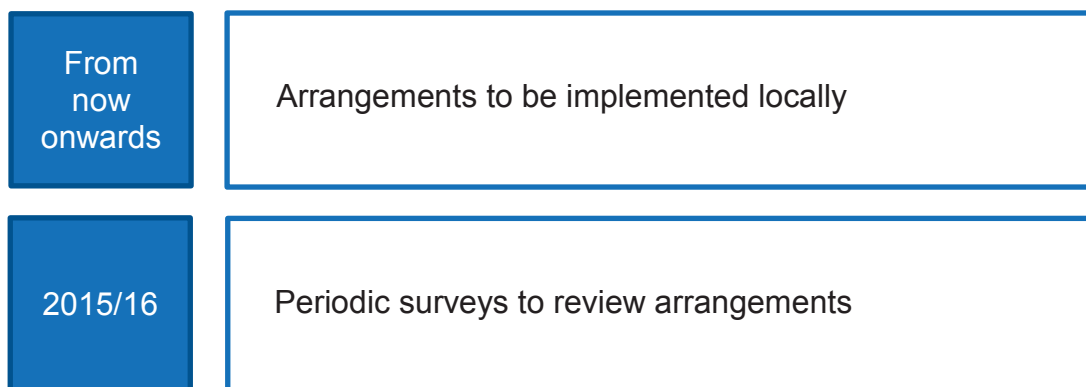 From
now
onwards
Arrangements to be implemented locally
2015/16
Periodic surveys to review arrangements